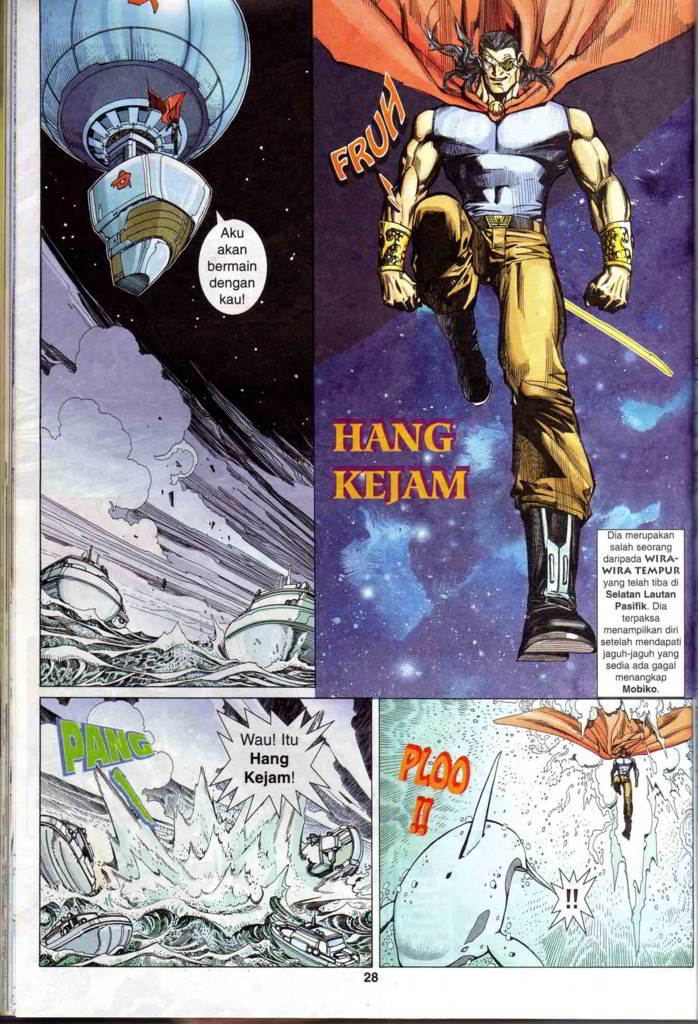 Aku
akan
bermain
dengan
kau!
FRUH
HANG
KEJAM
Dia merupakan
salah seorang
daripada WIRA-
WIRA TEMPUR
yang telah tiba di
Selatan Lautan
Pasifik. Dia
terpaksa
menampilkan diri
setelah mendapati
jaguh-jaguh yang
sedia ada gagal
menangkap
Mobiko.
PANG
!
Wau! Itu
Hang
Kejam!
PLOO
!!
!!
28